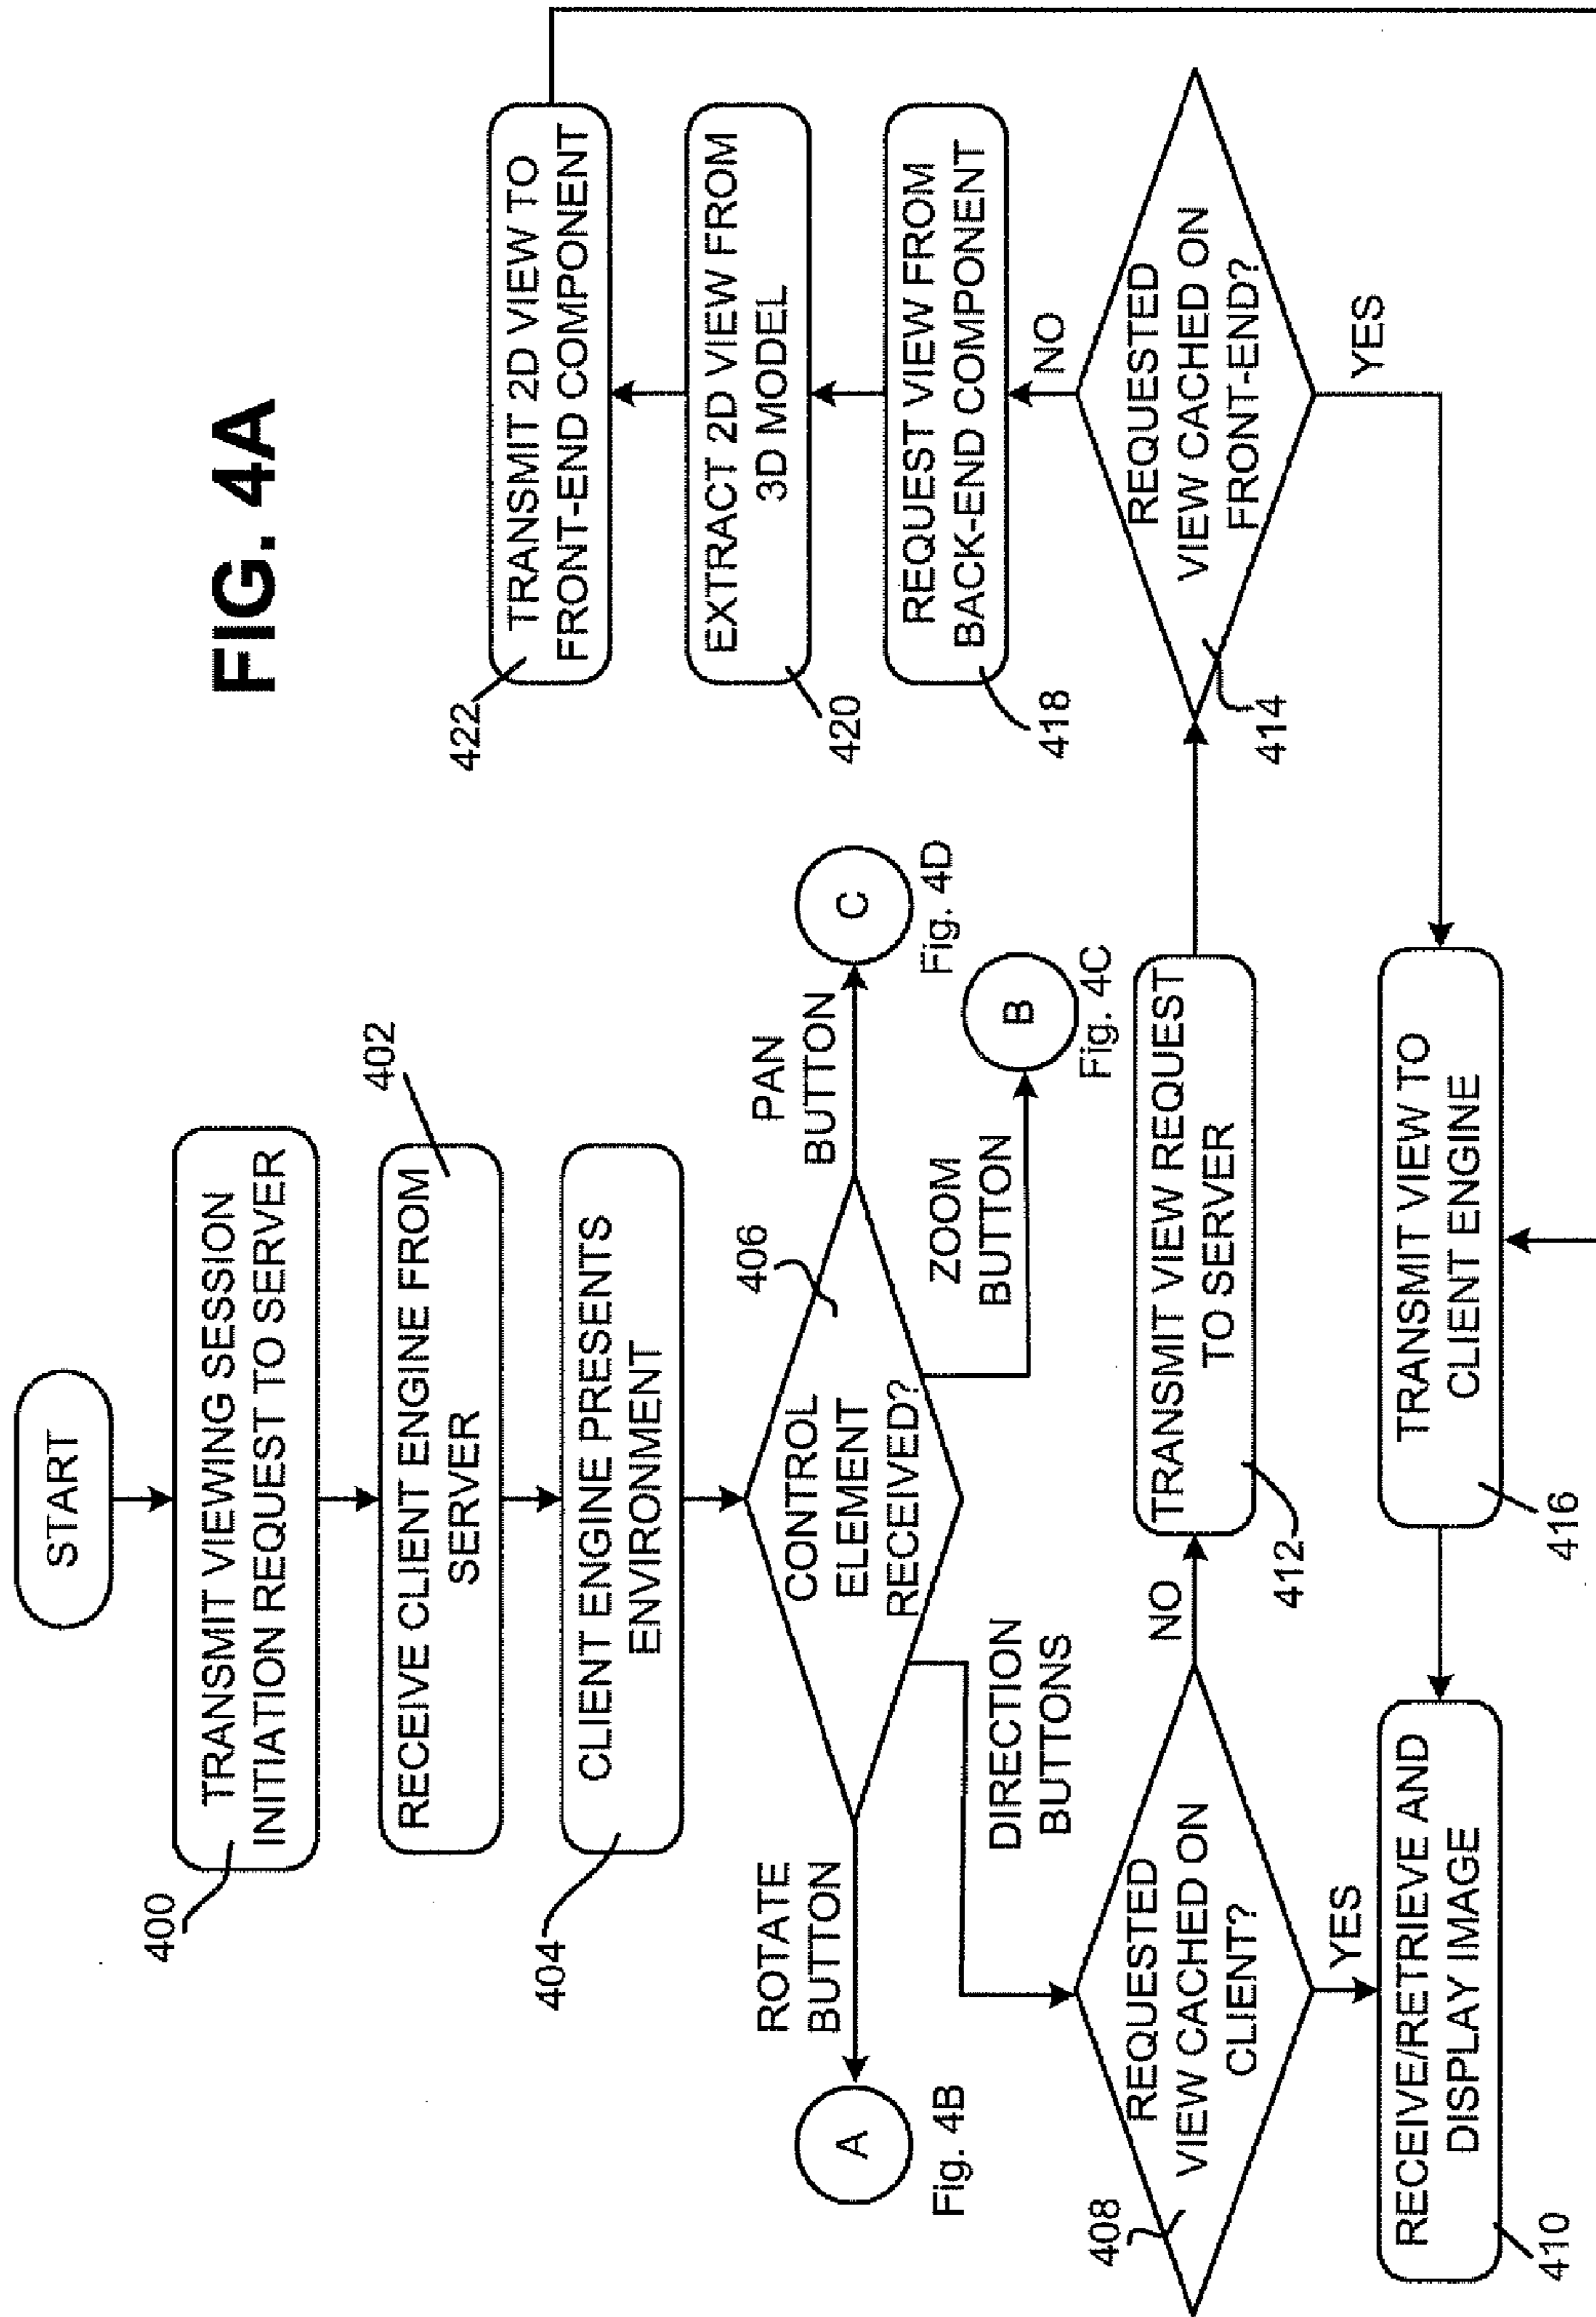 FIG. 4A
START
TRANSMIT VIEWING SESSION
INITIATION REQUEST TO SERVER
400
RECEIVE CLIENT ENGINE FROM
SERVER
402
CLIENT ENGINE PRESENTS
ENVIRONMENT
404
CONTROL
ELEMENT
RECEIVED?
406
ROTATE
BUTTON
A
Fig. 4B
PAN
BUTTON
C
Fig. 4D
ZOOM
BUTTON
B
Fig. 4C
DIRECTION
BUTTONS
REQUESTED
VIEW CACHED ON
CLIENT?
408
NO
YES
TRANSMIT VIEW REQUEST
TO SERVER
412
REQUESTED
VIEW CACHED ON
FRONT-END?
414
NO
YES
REQUEST VIEW FROM
BACK-END COMPONENT
418
EXTRACT 2D VIEW FROM
3D MODEL
420
TRANSMIT 2D VIEW TO
FRONT-END COMPONENT
422
TRANSMIT VIEW TO
CLIENT ENGINE
416
RECEIVE/RETRIEVE AND
DISPLAY IMAGE
410